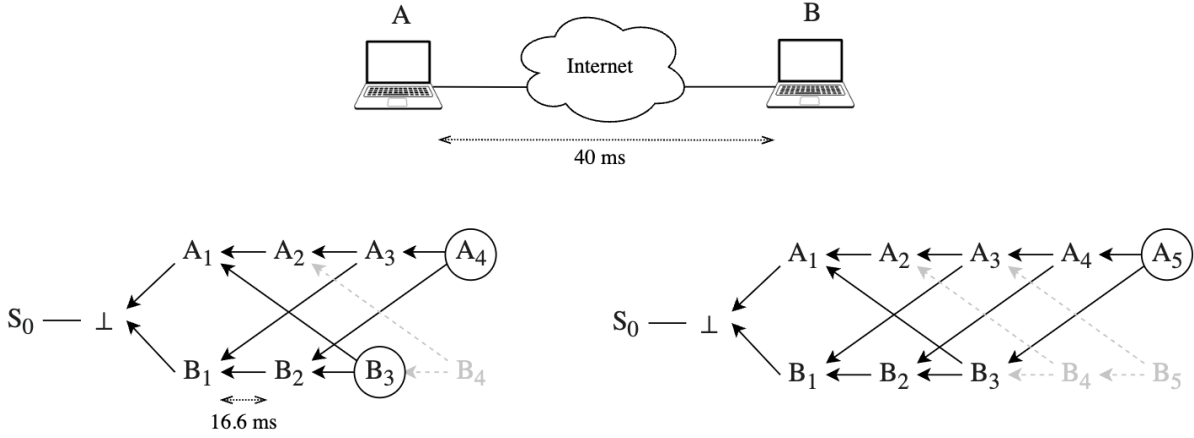 A
B
Internet
40 ms
A₁ A₂ A₃ A₄
S₀ ⊥
B₁ B₂ B₃ B₄
16.6 ms
A₁ A₂ A₃ A₄ A₅
S₀ ⊥
B₁ B₂ B₃ B₄ B₅